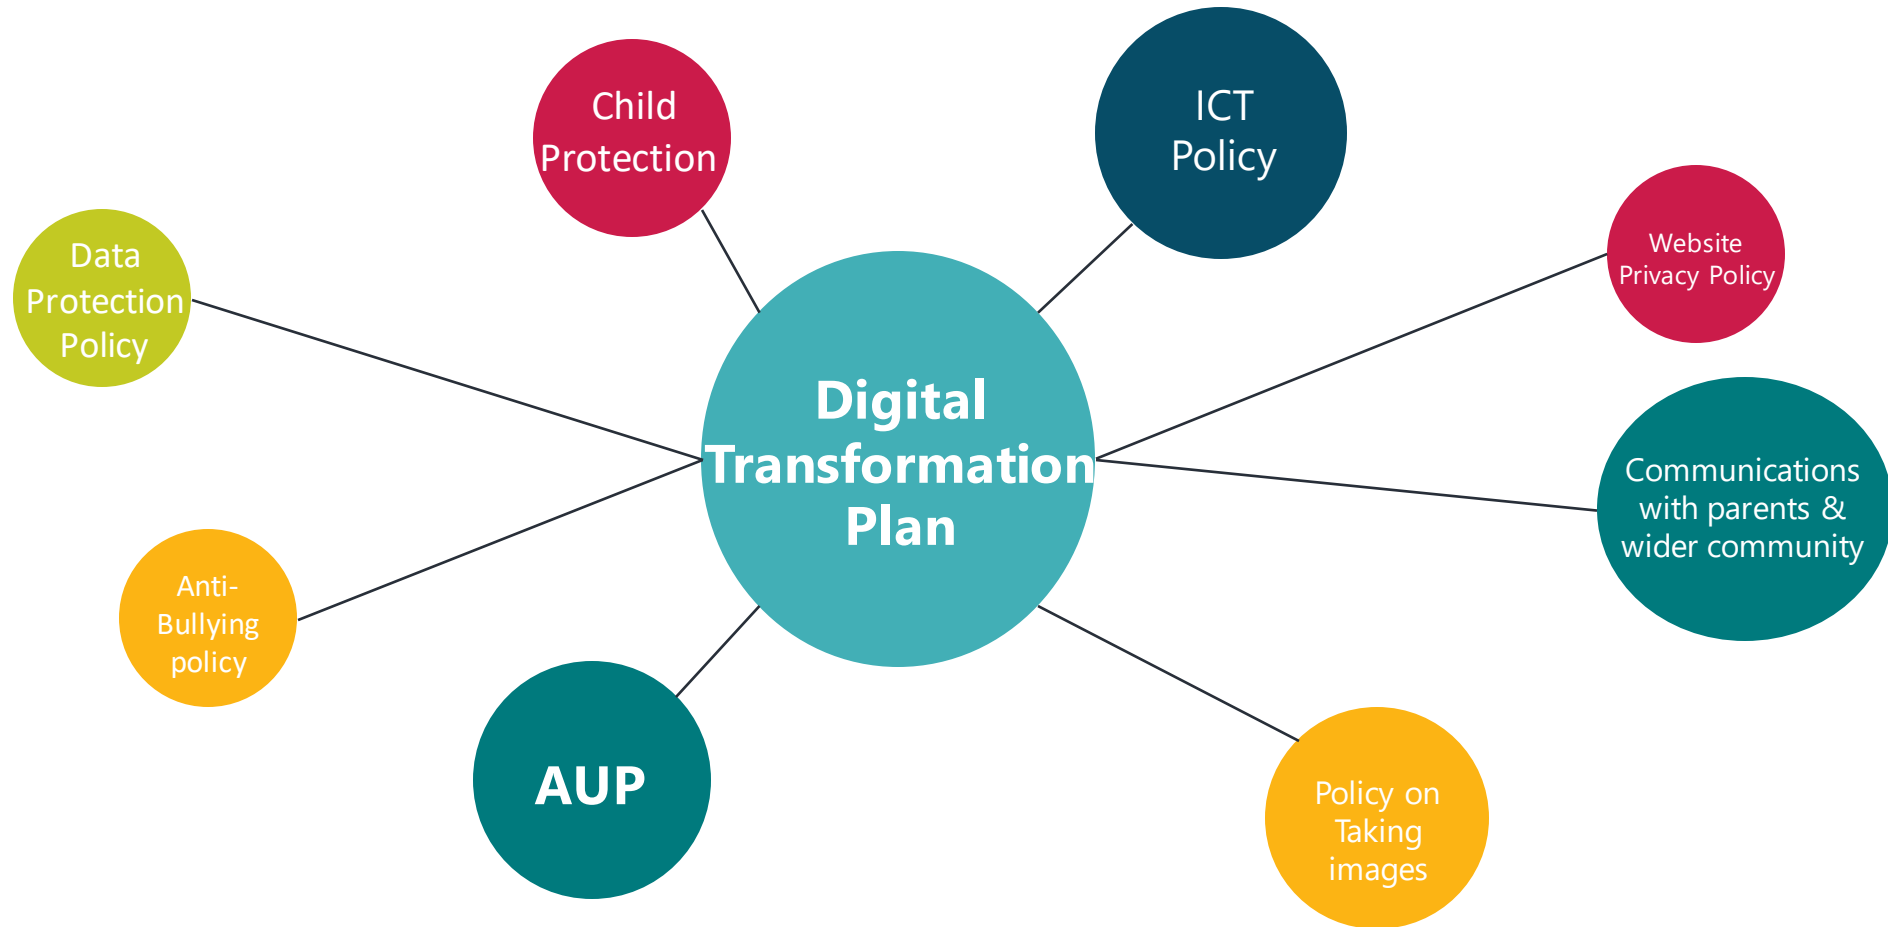 Child
Protection
ICT
Policy
Data
Protection
Policy
Website
Privacy Policy
Digital
Transformation
Plan
Communications
with parents &
wider community
Anti-
Bullying
policy
AUP
Policy on
Taking
images